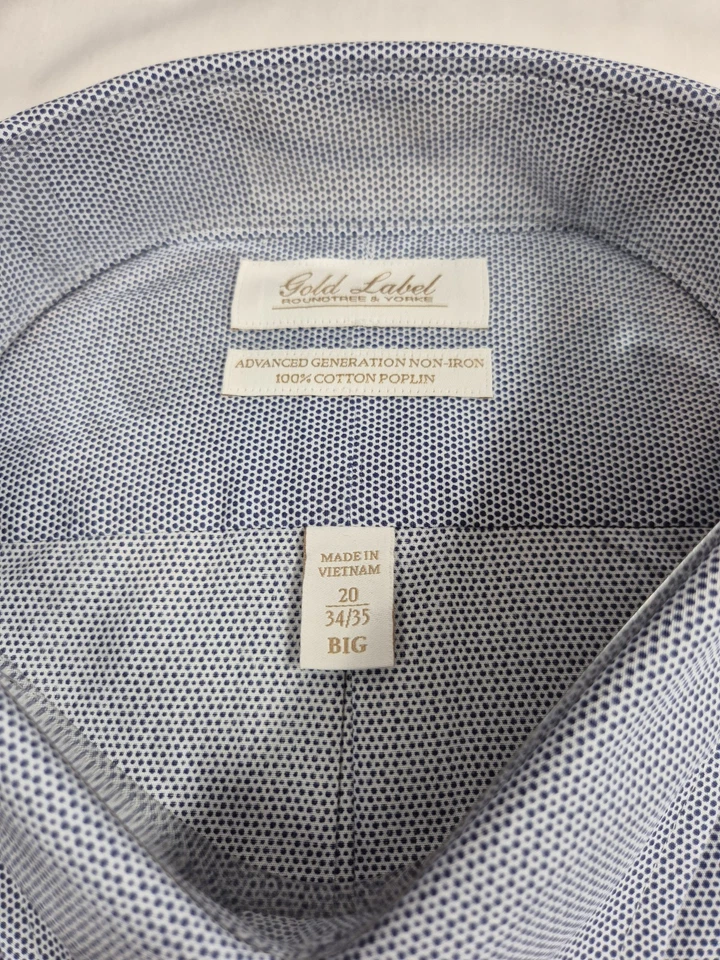 Gold Label
ROUNDTREE & YORKE
ADVANCED GENERATION NON-IRON
100% COTTON POPLIN
MADE IN
VIETNAM
20
34/35
BIG